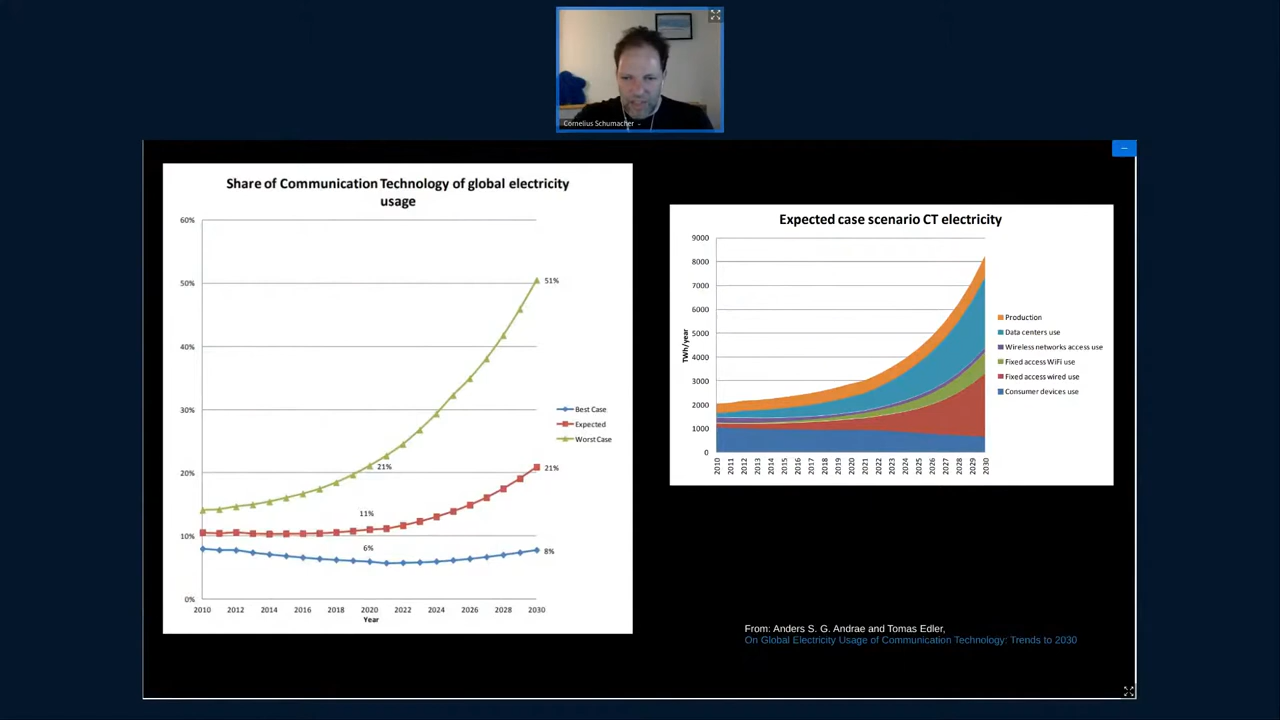 Cornelius Schumacher
Share of Communication Technology of global electricity
usage
60%
50%
40%
30%
20%
10%
0%
51%
21%
21%
11%
6%
8%
Best Case
Expected
Worst Case
2010 2012 2014 2016 2018 2020 2022 2024 2026 2028 2030
Year
Expected case scenario CT electricity
TWh/year
9000
8000
7000
6000
5000
4000
3000
2000
1000
0
2010 2011 2012 2013 2014 2015 2016 2017 2018 2019 2020 2021 2022 2023 2024 2025 2026 2027 2028 2029 2030
Production
Data centers use
Wireless networks access use
Fixed access WiFi use
Fixed access wired use
Consumer devices use
From: Anders S. G. Andrae and Tomas Edler,
On Global Electricity Usage of Communication Technology: Trends to 2030